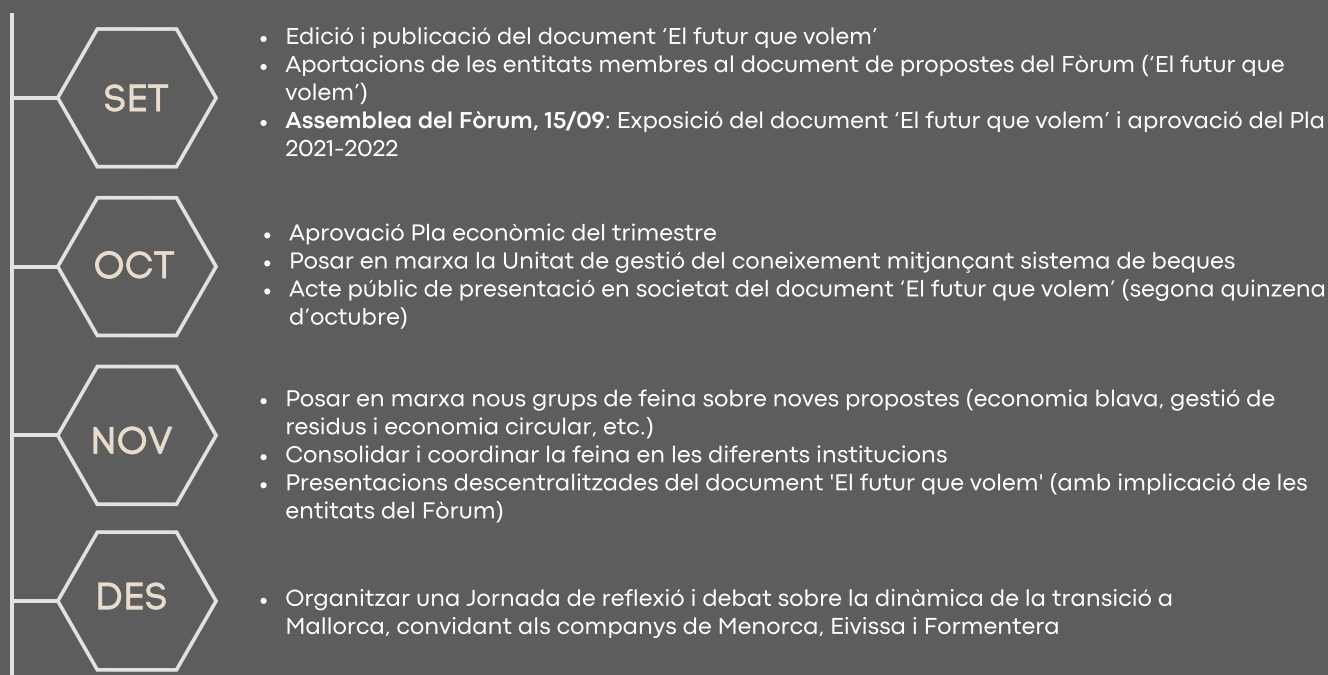 SET
• Edició i publicació del document ‘El futur que volem’
• Aportacions de les entitats membres al document de propostes del Fòrum (‘El futur que
volem’)
• Assemblea del Fòrum, 15/09: Exposició del document ‘El futur que volem’ i aprovació del Pla
2021-2022
OCT
• Aprovació Pla econòmic del trimestre
• Posar en marxa la Unitat de gestió del coneixement mitjançant sistema de beques
• Acte públic de presentació en societat del document ‘El futur que volem’ (segona quinzena
d’octubre)
NOV
• Posar en marxa nous grups de feina sobre noves propostes (economia blava, gestió de
residus i economia circular, etc.)
• Consolidar i coordinar la feina en les diferents institucions
• Presentacions descentralitzades del document 'El futur que volem' (amb implicació de les
entitats del Fòrum)
DES
• Organitzar una Jornada de reflexió i debat sobre la dinàmica de la transició a
Mallorca, convidant als companys de Menorca, Eivissa i Formentera